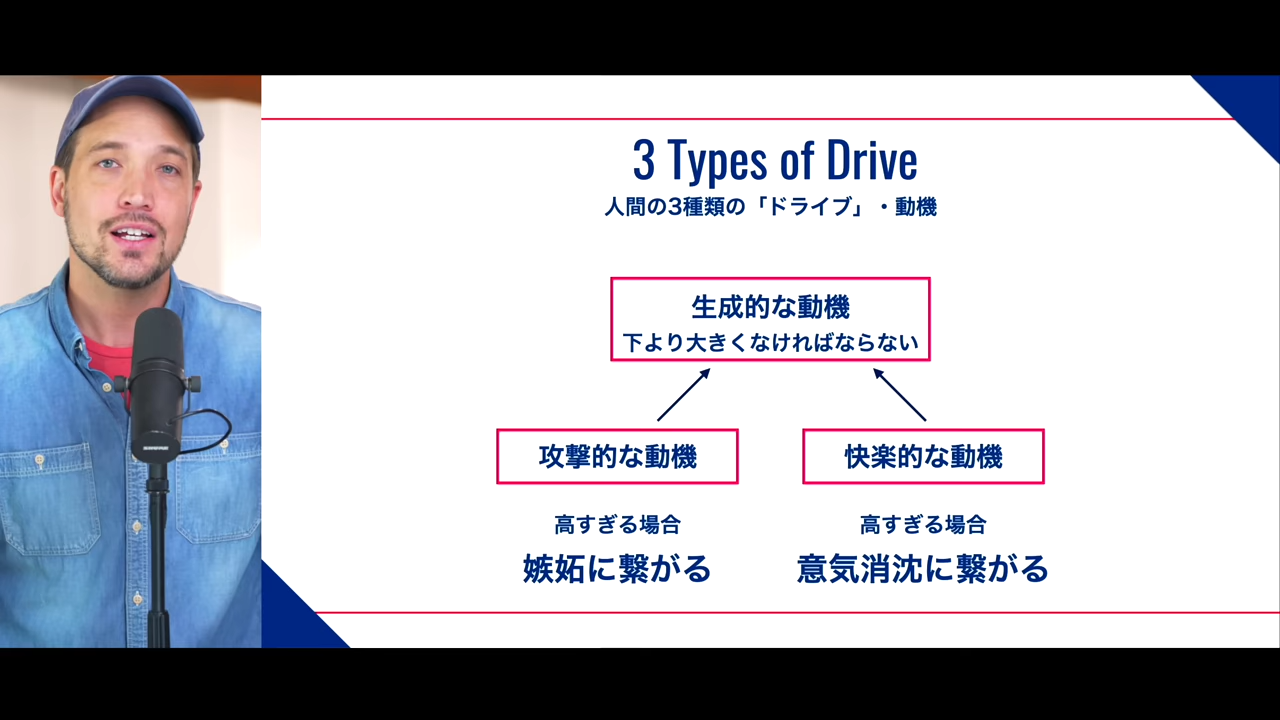 3 Types of Drive
人間の3種類の「ドライブ」・動機
生成的な動機
下より大きくなければならない
攻撃的な動機
快楽的な動機
高すぎる場合
高すぎる場合
嫉妬に繋がる
意気消沈に繋がる